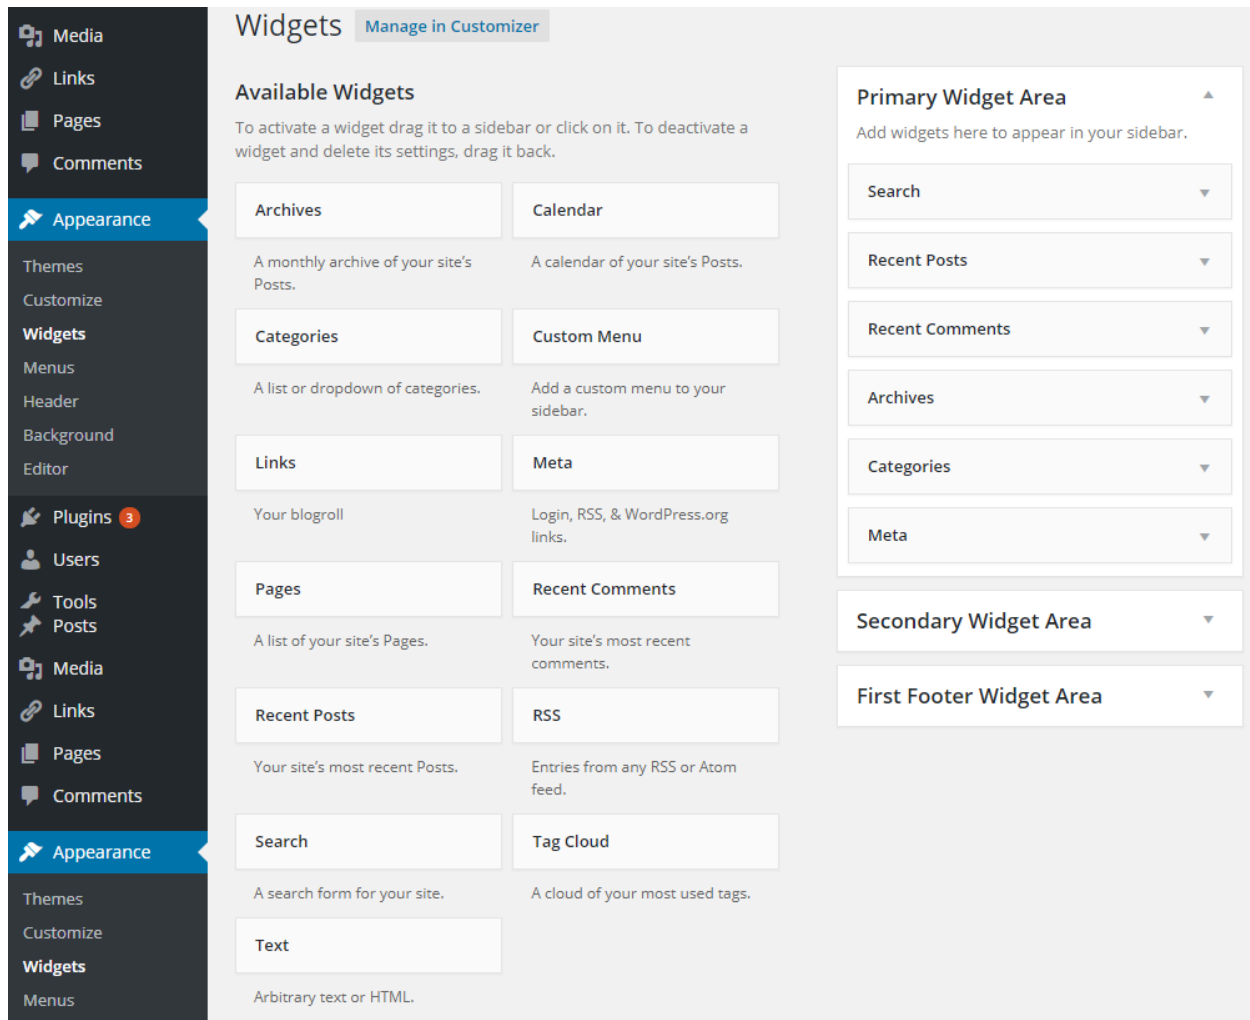 Media
Links
Pages
Comments
Appearance
Themes
Customize
Widgets
Menus
Header
Background
Editor
Plugins 3
Users
Tools
Posts
Media
Links
Pages
Comments
Appearance
Themes
Customize
Widgets
Menus
Widgets Manage in Customizer
Available Widgets
To activate a widget drag it to a sidebar or click on it. To deactivate a
widget and delete its settings, drag it back.
Archives
A monthly archive of your site's
Posts.
Calendar
A calendar of your site's Posts.
Categories
A list or dropdown of categories.
Custom Menu
Add a custom menu to your
sidebar.
Links
Your blogroll
Meta
Login, RSS, & WordPress.org
links.
Pages
A list of your site's Pages.
Recent Comments
Your site's most recent
comments.
Recent Posts
Your site's most recent Posts.
RSS
Entries from any RSS or Atom
feed.
Search
A search form for your site.
Tag Cloud
A cloud of your most used tags.
Text
Arbitrary text or HTML.
Primary Widget Area
Add widgets here to appear in your sidebar.
Search
Recent Posts
Recent Comments
Archives
Categories
Meta
Secondary Widget Area
First Footer Widget Area